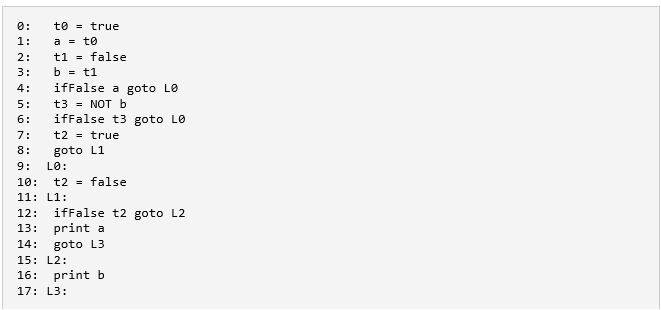 0:   t0 = true
1:   a = t0
2:   t1 = false
3:   b = t1
4:   ifFalse a goto L0
5:   t3 = NOT b
6:   ifFalse t3 goto L0
7:   t2 = true
8:   goto L1
9:  L0:
10:  t2 = false
11: L1:
12:  ifFalse t2 goto L2
13:  print a
14:  goto L3
15: L2:
16:  print b
17: L3: